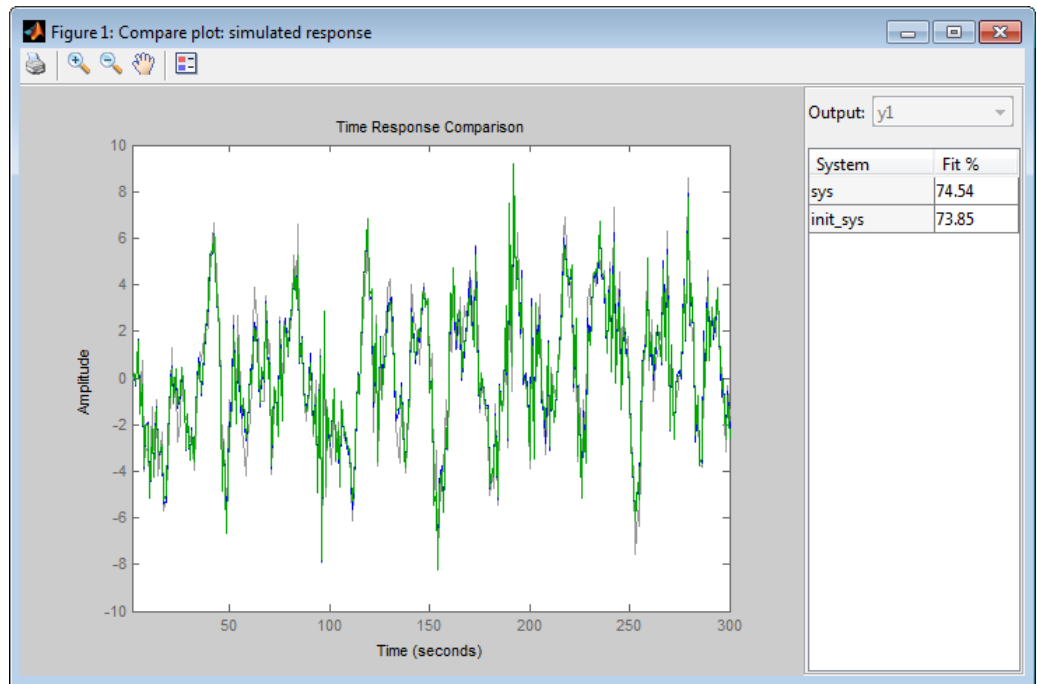 Figure 1: Compare plot: simulated response
Time Response Comparison
Amplitude
10
8
6
4
2
0
-2
-4
-6
-8
-10
50
100
150
200
250
300
Time (seconds)
Output:
y1
System Fit %
sys 74.54
init_sys 73.85